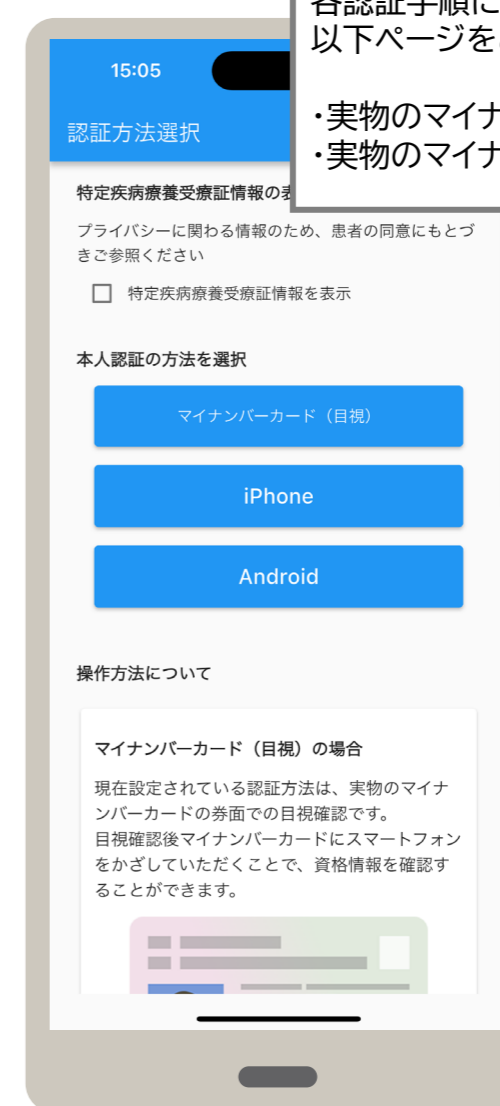 各認証手順に
以下ページを
・実物のマイナ
・実物のマイナ
15:05
認証方法選択
特定疾病療養受療証情報の表
プライバシーに関わる情報のため、患者の同意にもとづ
きご参照ください
特定疾病療養受療証情報を表示
本人認証の方法を選択
マイナンバーカード（目視）
iPhone
Android
操作方法について
マイナンバーカード（目視）の場合
現在設定されている認証方法は、実物のマイナ
ンバーカードの券面での目視確認です。
目視確認後マイナンバーカードにスマートフォン
をかざしていただくことで、資格情報を確認す
ることができます。